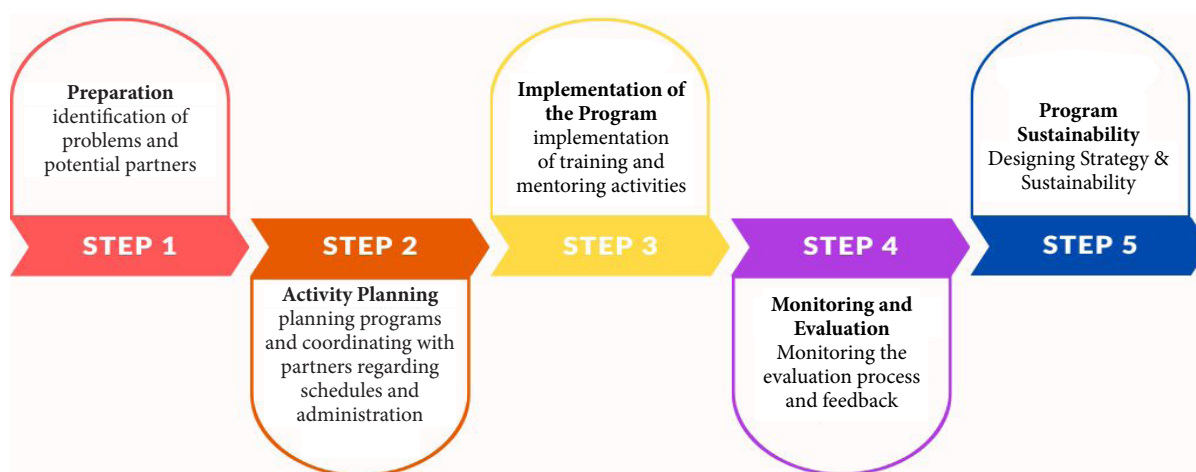 Preparation
identification of
problems and
potential partners
STEP 1
STEP 2
Activity Planning
planning programs
and coordinating with
partners regarding
schedules and
administration
Implementation of
the Program
implementation
of training and
mentoring activities
STEP 3
STEP 4
Monitoring and
Evaluation
Monitoring the
evaluation process
and feedback
Program
Sustainability
Designing Strategy &
Sustainability
STEP 5